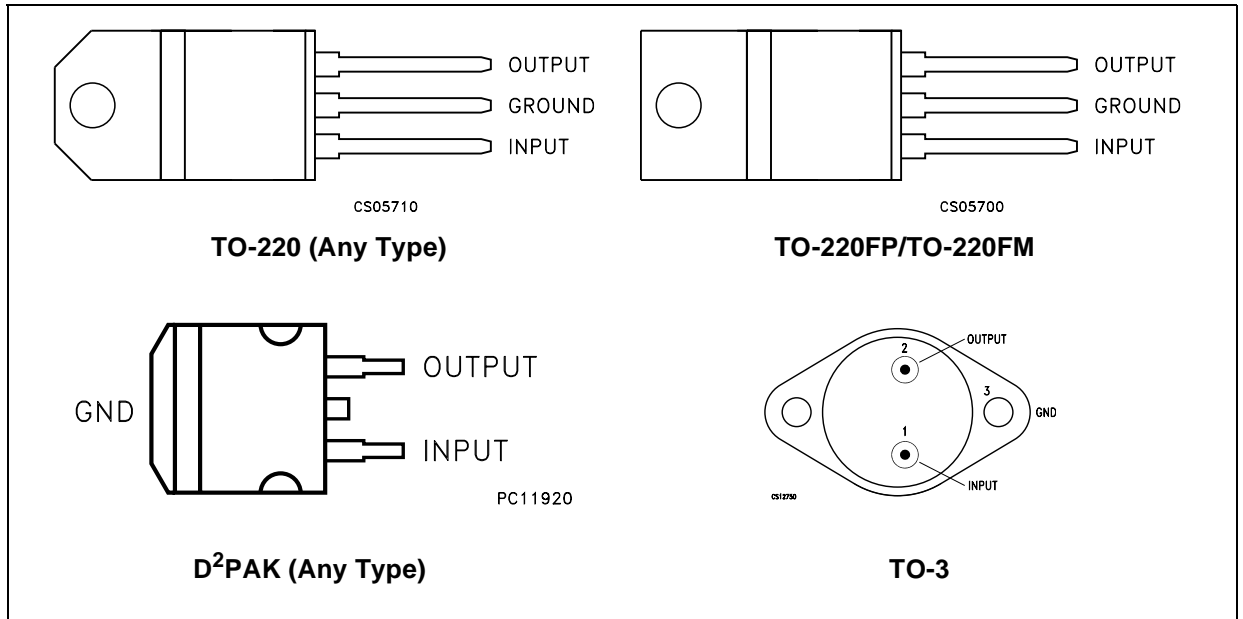 OUTPUT
GROUND
INPUT
CS05710
TO-220 (Any Type)
OUTPUT
GROUND
INPUT
CS05700
TO-220FP/TO-220FM
GND
OUTPUT
INPUT
PC11920
D²PAK (Any Type)
2
OUTPUT
3
GND
1
INPUT
CS12750
TO-3